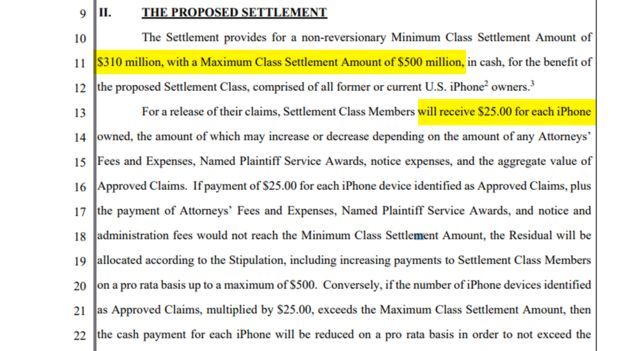 9 II. THE PROPOSED SETTLEMENT
10 The Settlement provides for a non-reversionary Minimum Class Settlement Amount of
11 $310 million, with a Maximum Class Settlement Amount of $500 million, in cash, for the benefit of
12 the proposed Settlement Class, comprised of all former or current U.S. iPhone² owners.³
13 For a release of their claims, Settlement Class Members will receive $25.00 for each iPhone
14 owned, the amount of which may increase or decrease depending on the amount of any Attorneys'
15 Fees and Expenses, Named Plaintiff Service Awards, notice expenses, and the aggregate value of
16 Approved Claims. If payment of $25.00 for each iPhone device identified as Approved Claims, plus
17 the payment of Attorneys' Fees and Expenses, Named Plaintiff Service Awards, and notice and
18 administration fees would not reach the Minimum Class Settlement Amount, the Residual will be
19 allocated according to the Stipulation, including increasing payments to Settlement Class Members
20 on a pro rata basis up to a maximum of $500. Conversely, if the number of iPhone devices identified
21 as Approved Claims, multiplied by $25.00, exceeds the Maximum Class Settlement Amount, then
22 the cash payment for each iPhone will be reduced on a pro rata basis in order to not exceed the